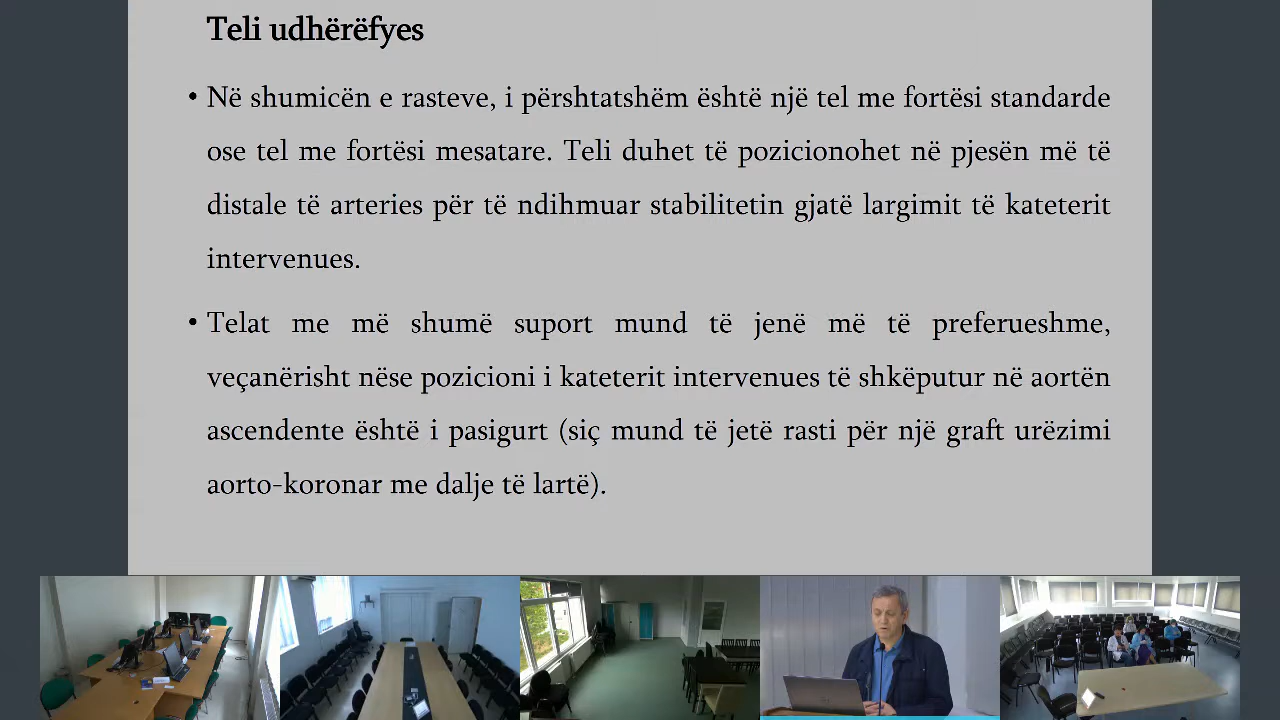 Teli udhërëfyes
• Në shumicën e rasteve, i përshtatshëm është një tel me fortësi standarde
ose tel me fortësi mesatare. Teli duhet të pozicionohet në pjesën më të
distale të arteries për të ndihmuar stabilitetin gjatë largimit të kateterit
intervenues.
• Telat me më shumë suport mund të jenë më të preferueshme,
veçanërisht nëse pozicioni i kateterit intervenues të shkëputur në aortën
ascendente është i pasigurt (siç mund të jetë rasti për një graft urëzimi
aorto-koronar me dalje të lartë).